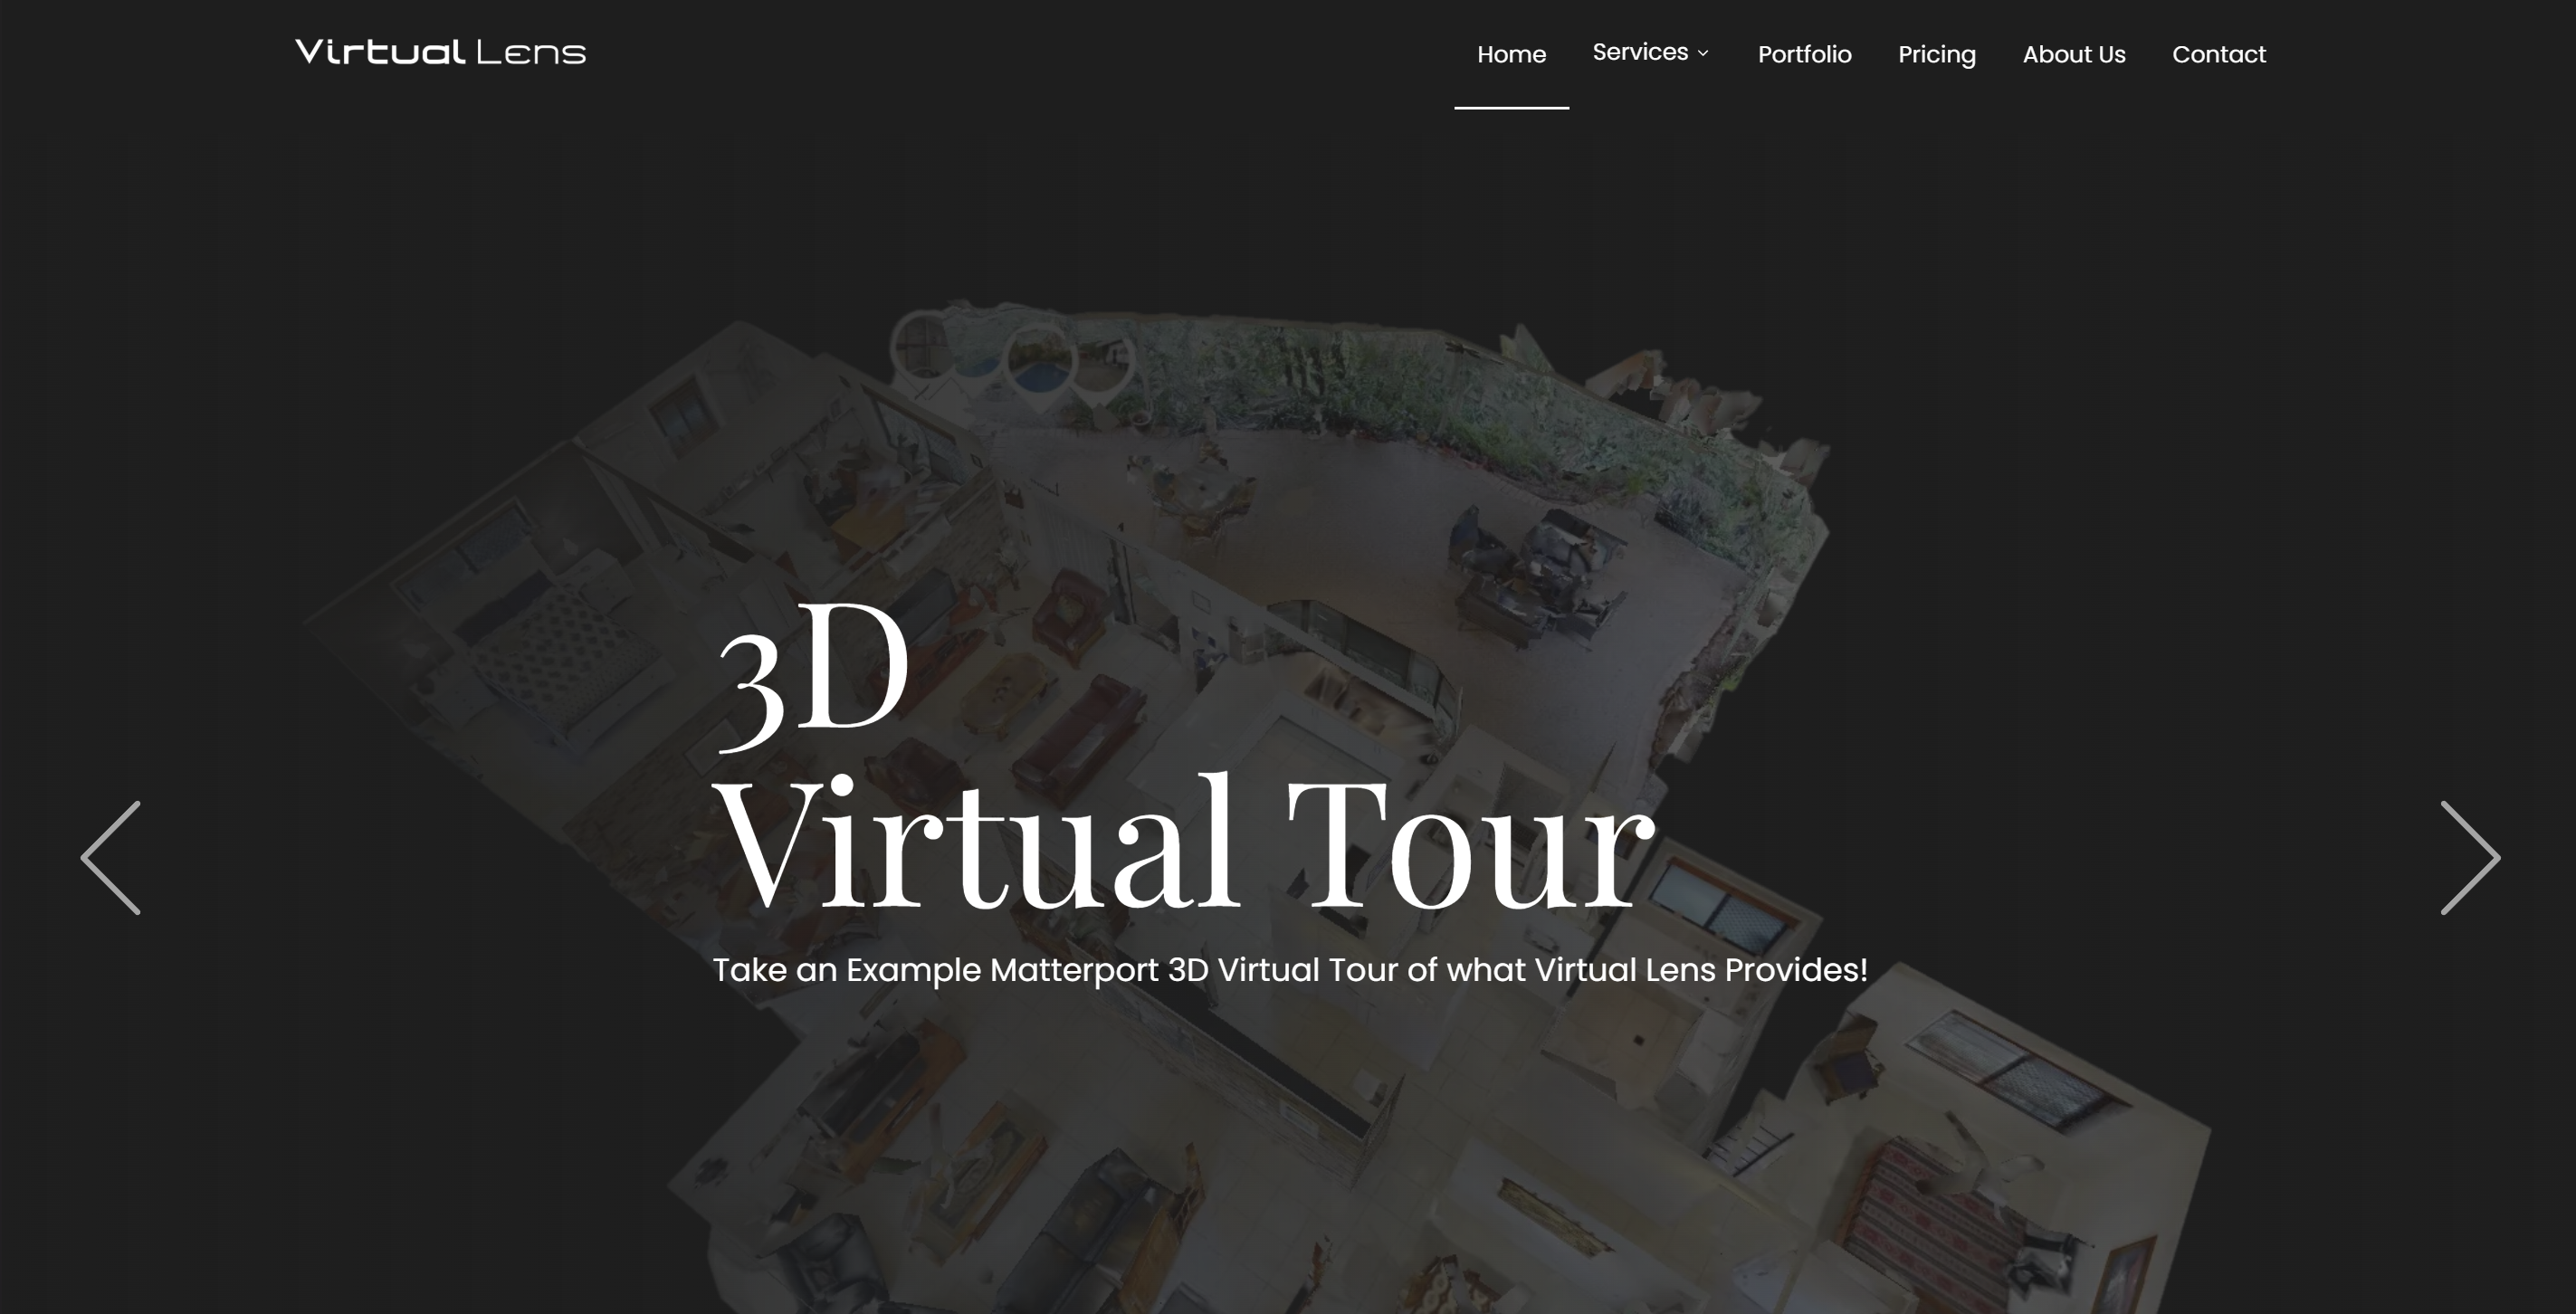 Virtual Lens
Home Services Portfolio Pricing About Us Contact
3D
Virtual Tour
Take an Example Matterport 3D Virtual Tour of what Virtual Lens Provides!